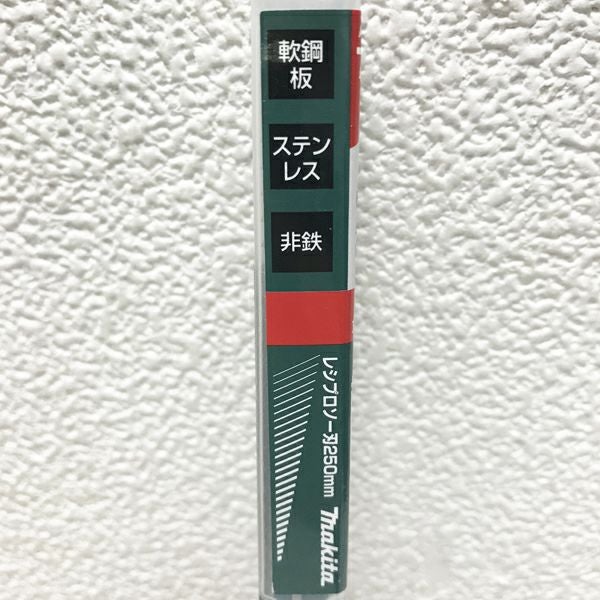 軟鋼
板
ステン
レス
非鉄
レシプロソー刃250mm
makita